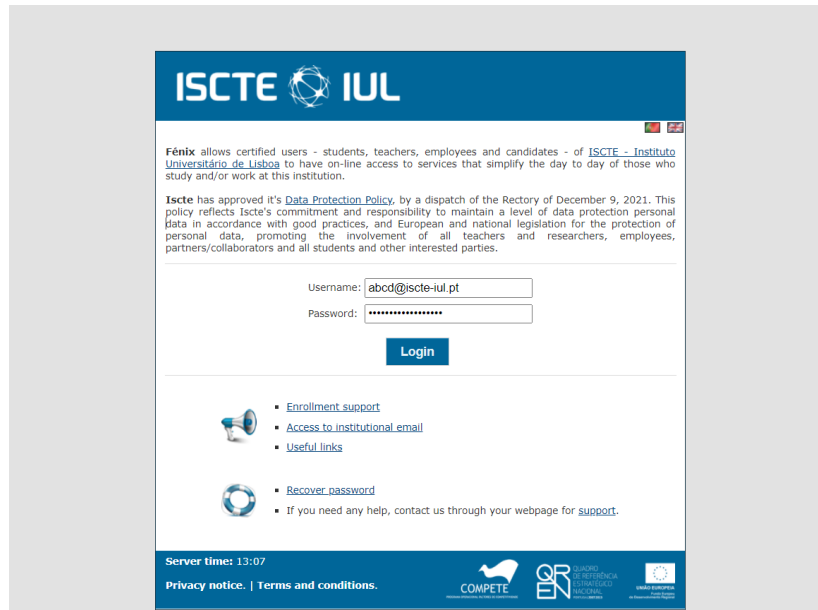 ISCTE IUL
Fénix allows certified users - students, teachers, employees and candidates - of ISCTE - Instituto
Universitário de Lisboa to have on-line access to services that simplify the day to day of those who
study and/or work at this institution.
Iscte has approved it's Data Protection Policy, by a dispatch of the Rectory of December 9, 2021. This
policy reflects Iscte's commitment and responsibility to maintain a level of data protection personal
data in accordance with good practices, and European and national legislation for the protection of
personal data, promoting the involvement of all teachers and researchers, employees,
partners/collaborators and all students and other interested parties.
Username: abcd@iscte-iul.pt
Password: ••••••••••••••••••
Login
Enrollment support
Access to institutional email
Useful links
Recover password
If you need any help, contact us through your webpage for support.
Server time: 13:07
Privacy notice. | Terms and conditions.
COMPETE
QREN
QUADRO
DE REFERÊNCIA
ESTRATÉGICO
NACIONAL
UNIÃO EUROPEIA